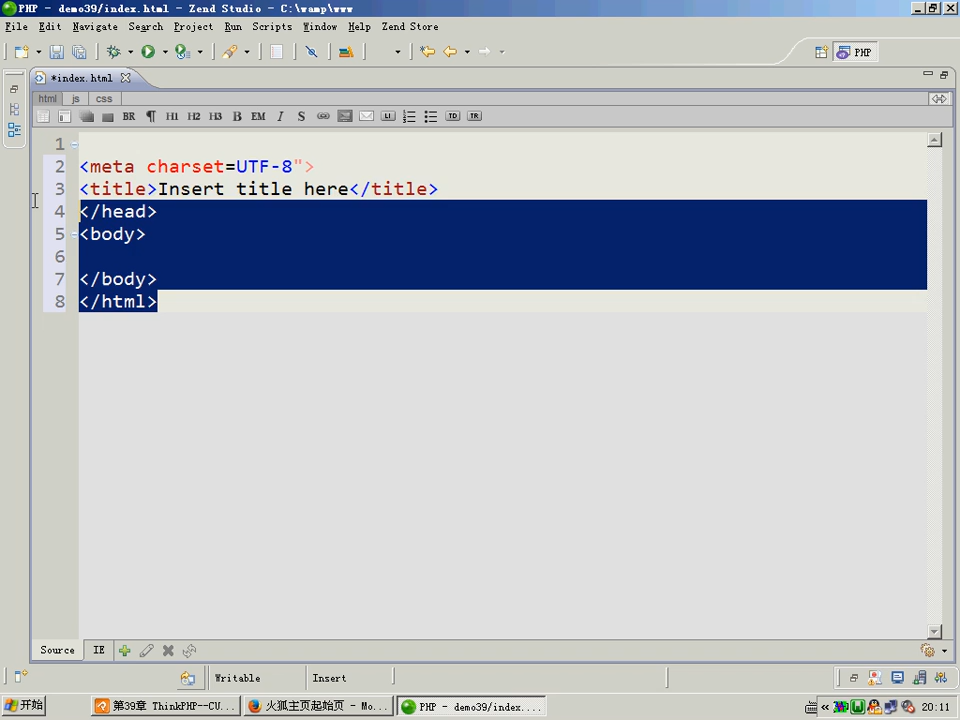 PHP - demo39/index.html - Zend Studio - C:\wamp\www
File Edit Navigate Search Project Run Scripts Window Help Zend Store
PHP
*index.html
html js css
BR ¶ H1 H2 H3 B EM I S LI TD TR
1
2 <meta charset=UTF-8">
3 <title>Insert title here</title>
4 </head>
5 <body>
6
7 </body>
8 </html>
Source IE
Writable Insert
开始 第39章 ThinkPHP--CU... 火狐主页起始页 - Mo... PHP - demo39/index.... « 20:11